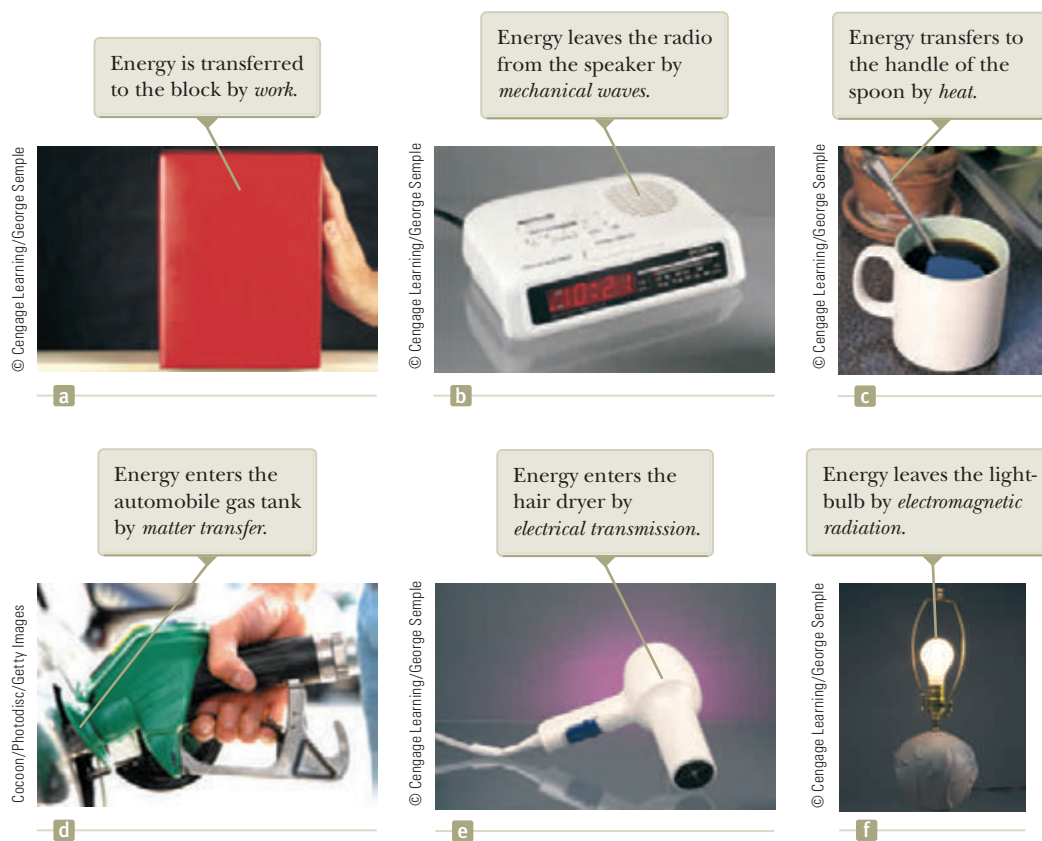 Energy is transferred
to the block by work.
Energy leaves the radio
from the speaker by
mechanical waves.
Energy transfers to
the handle of the
spoon by heat.
© Cengage Learning/George Semple
© Cengage Learning/George Semple
10:21
© Cengage Learning/George Semple
a
b
c
Energy enters the
automobile gas tank
by matter transfer.
Energy enters the
hair dryer by
electrical transmission.
Energy leaves the light-
bulb by electromagnetic
radiation.
Cocoon/Photodisc/Getty Images
© Cengage Learning/George Semple
© Cengage Learning/George Semple
d
e
f